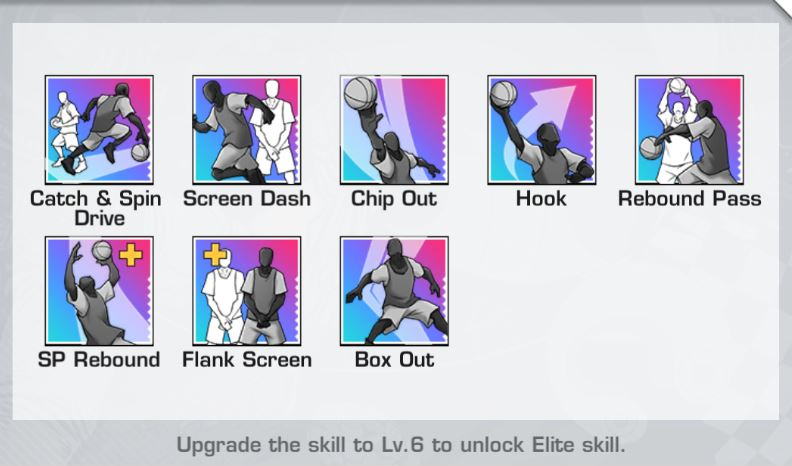 Catch & Spin Drive
Screen Dash
Chip Out
Hook
Rebound Pass
SP Rebound
Flank Screen
Box Out
Upgrade the skill to Lv.6 to unlock Elite skill.